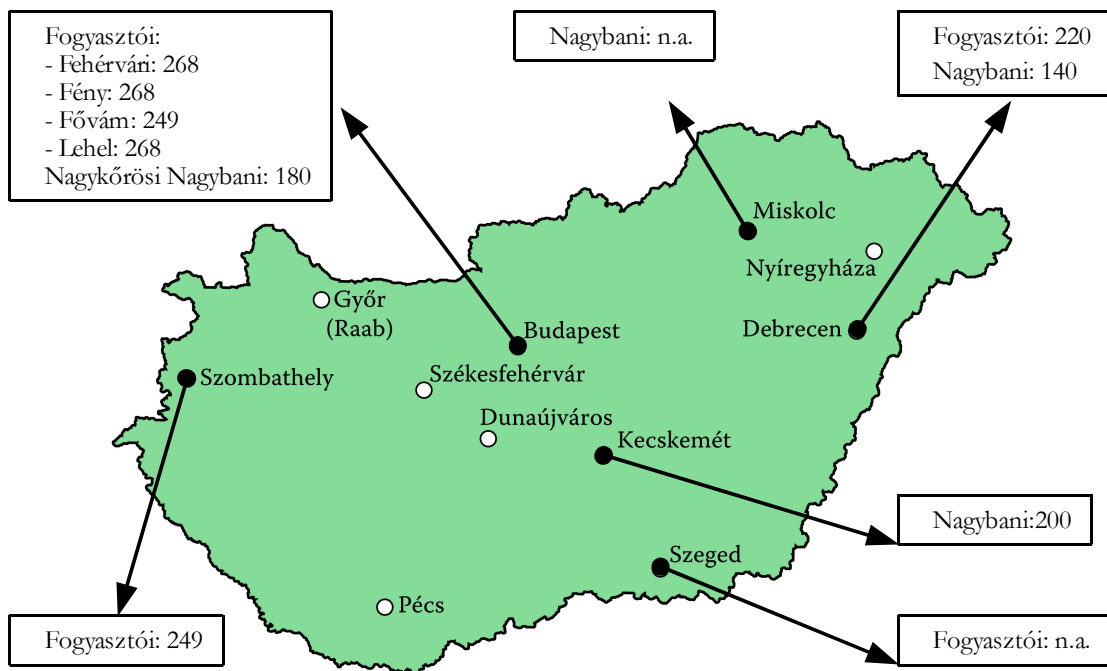 Fogyasztói:
- Fehérvári: 268
- Fény: 268
- Fővám: 249
- Lehel: 268
Nagykőrösi Nagybani: 180
Nagybani: n.a.
Fogyasztói: 220
Nagybani: 140
Miskolc
Nyíregyháza
Győr
(Raab)
Budapest
Debrecen
Szombathely
Székesfehérvár
Dunaújváros
Kecskemét
Nagybani:200
Szeged
Pécs
Fogyasztói: 249
Fogyasztói: n.a.